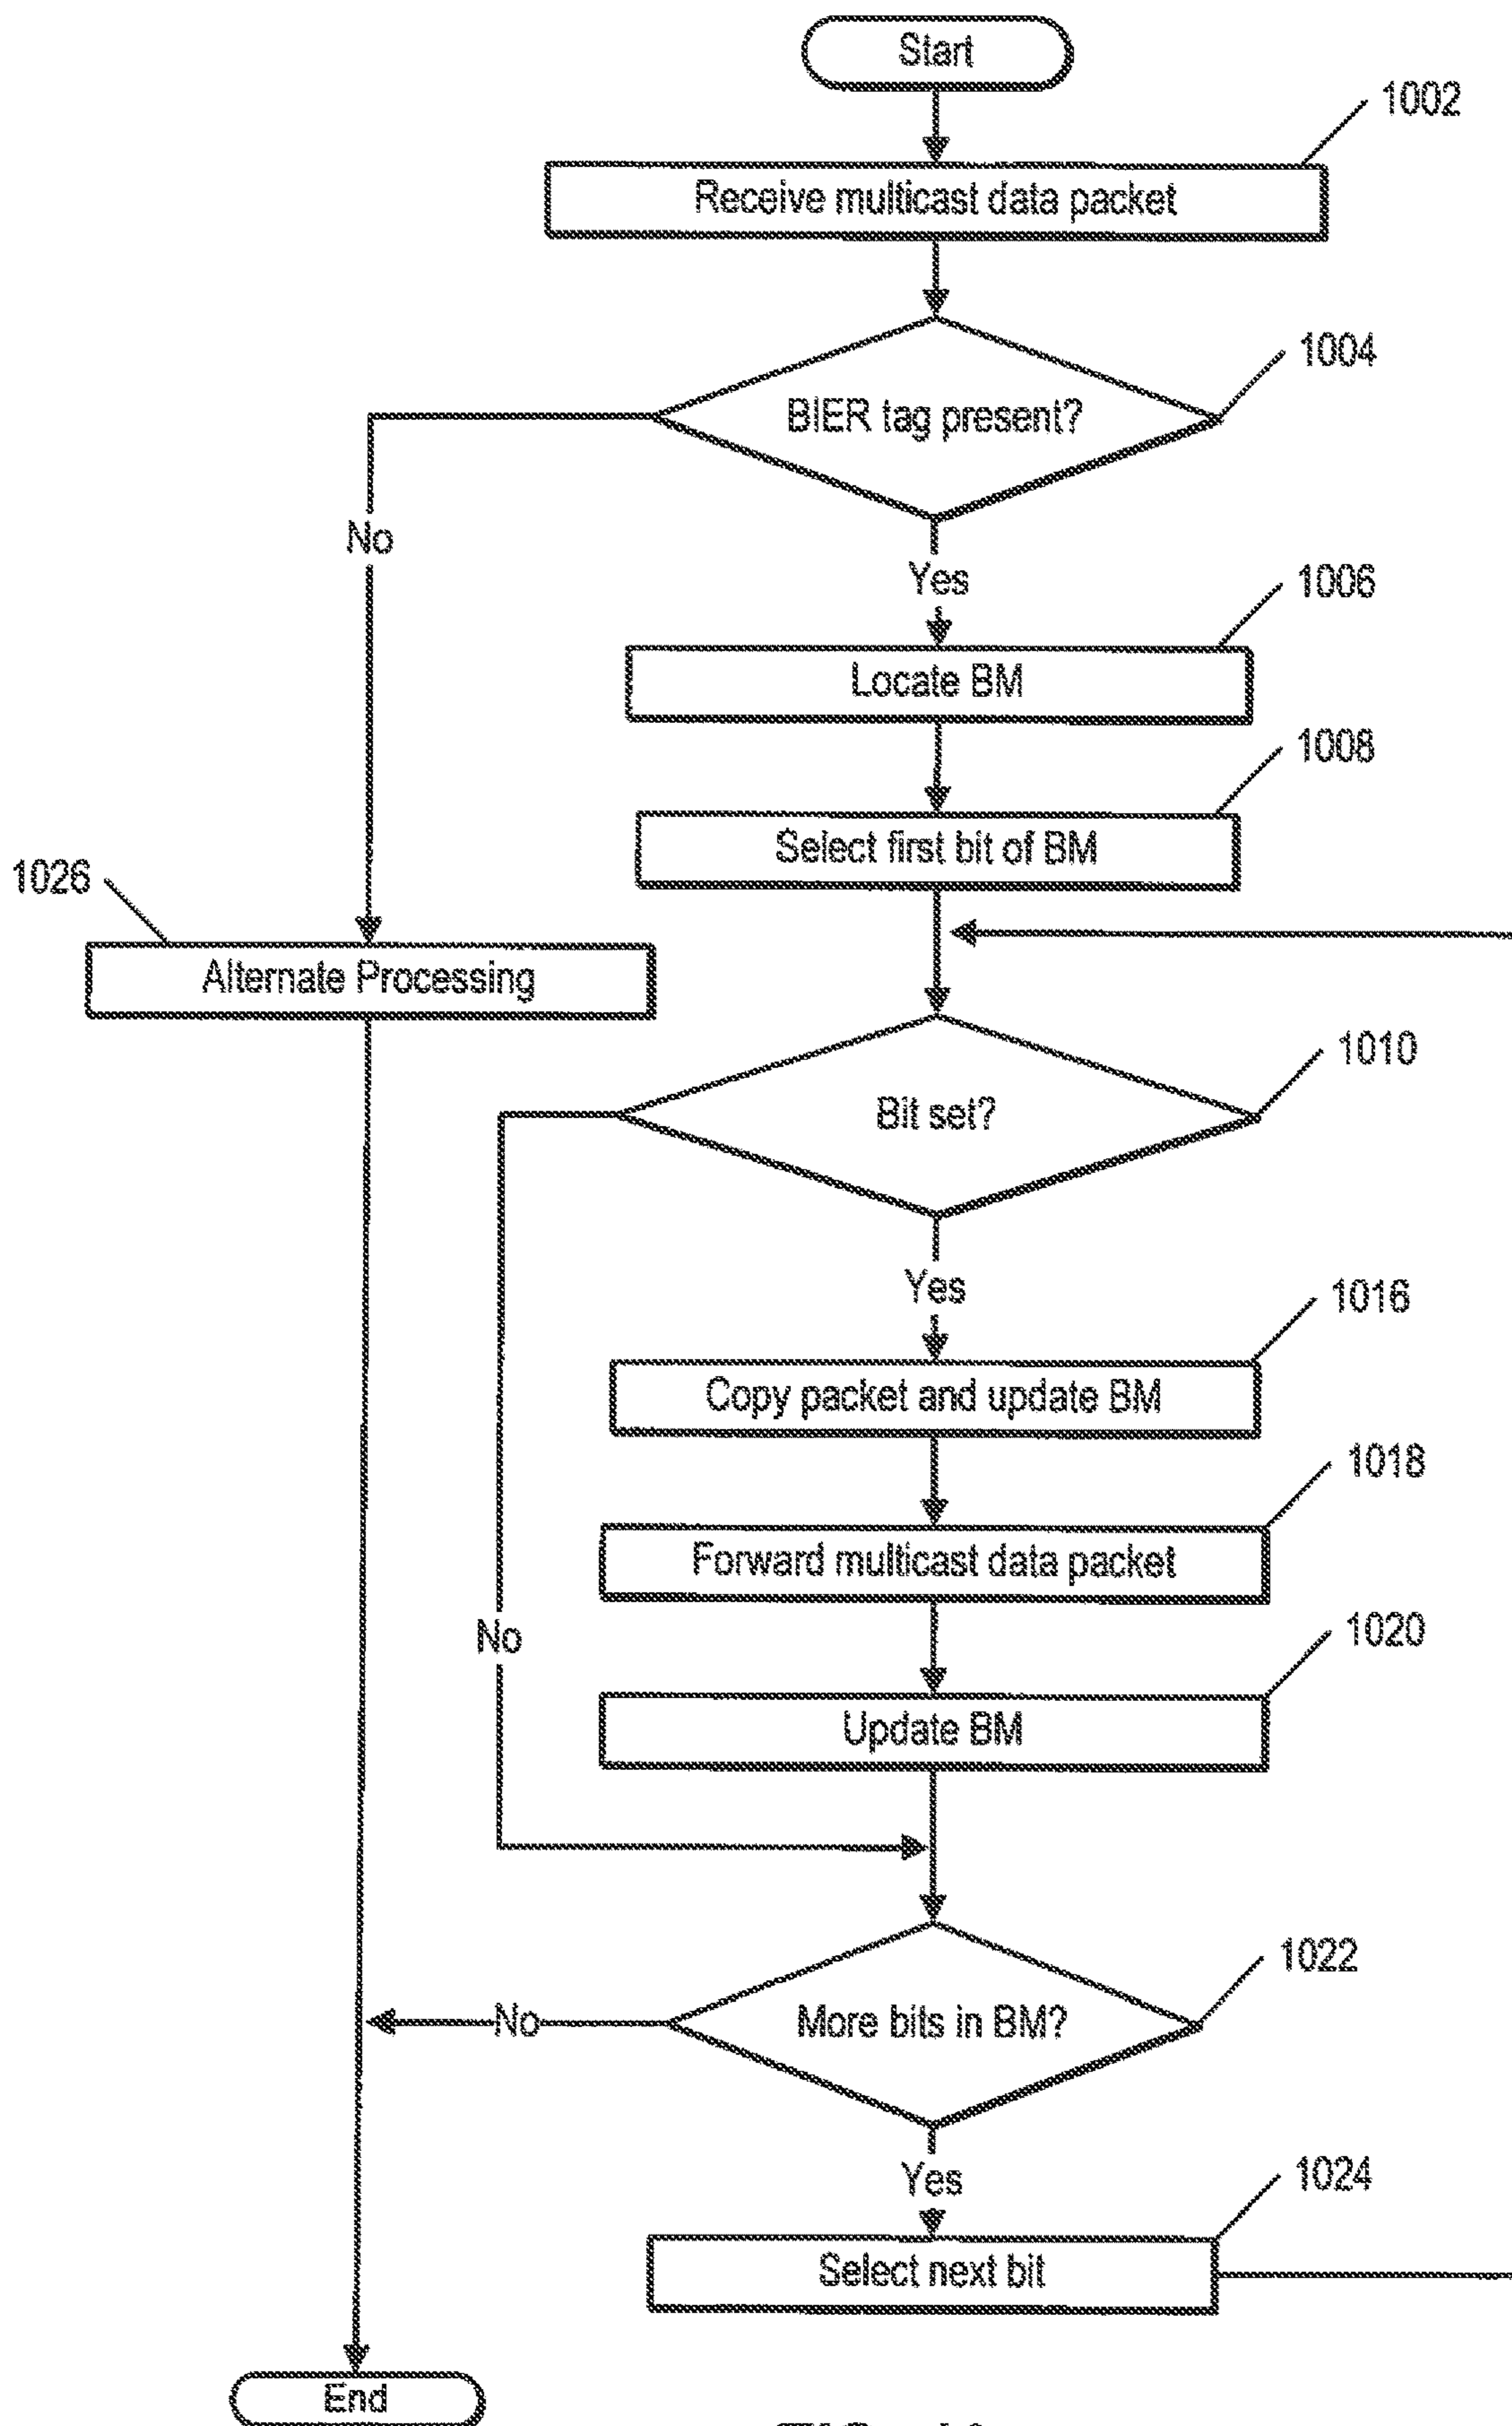 Start
1002
Receive multicast data packet
1004
BIER tag present?
No
Yes
1006
Locate BM
1008
Select first bit of BM
1026
Alternate Processing
1010
Bit set?
Yes
1016
Copy packet and update BM
1018
Forward multicast data packet
No
1020
Update BM
1022
More bits in BM?
No
Yes
1024
Select next bit
End